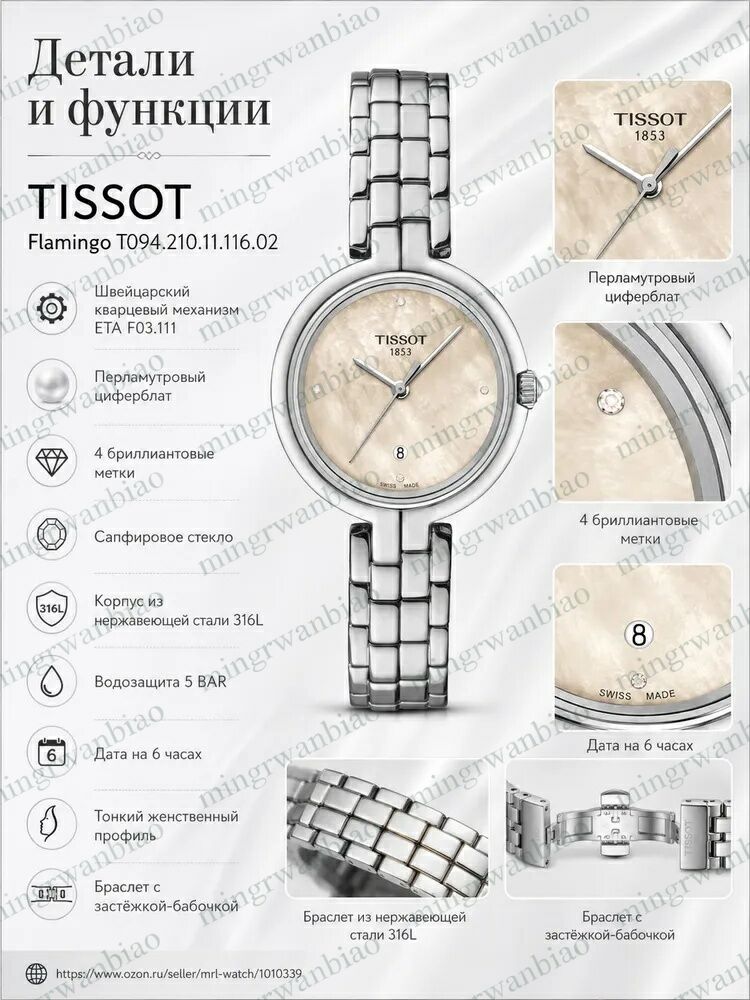 Детали
и функции
TISSOT
Flamingo T094.210.11.116.02
Швейцарский
кварцевый механизм
ETA F03.111
Перламутровый
циферблат
4 бриллиантовые
метки
Сапфировое стекло
316L
Корпус из
нержавеющей стали 316L
Водозащита 5 BAR
6
Дата на 6 часах
Тонкий женственный
профиль
Браслет с
застёжкой-бабочкой
TISSOT
1853
8
SWISS MADE
TISSOT
1853
Перламутровый
циферблат
4 бриллиантовые
метки
8
SWISS MADE
Дата на 6 часах
Браслет из нержавеющей
стали 316L
TISSOT
Браслет с
застёжкой-бабочкой
https://www.ozon.ru/seller/mrl-watch/1010339
mingrwanbiao